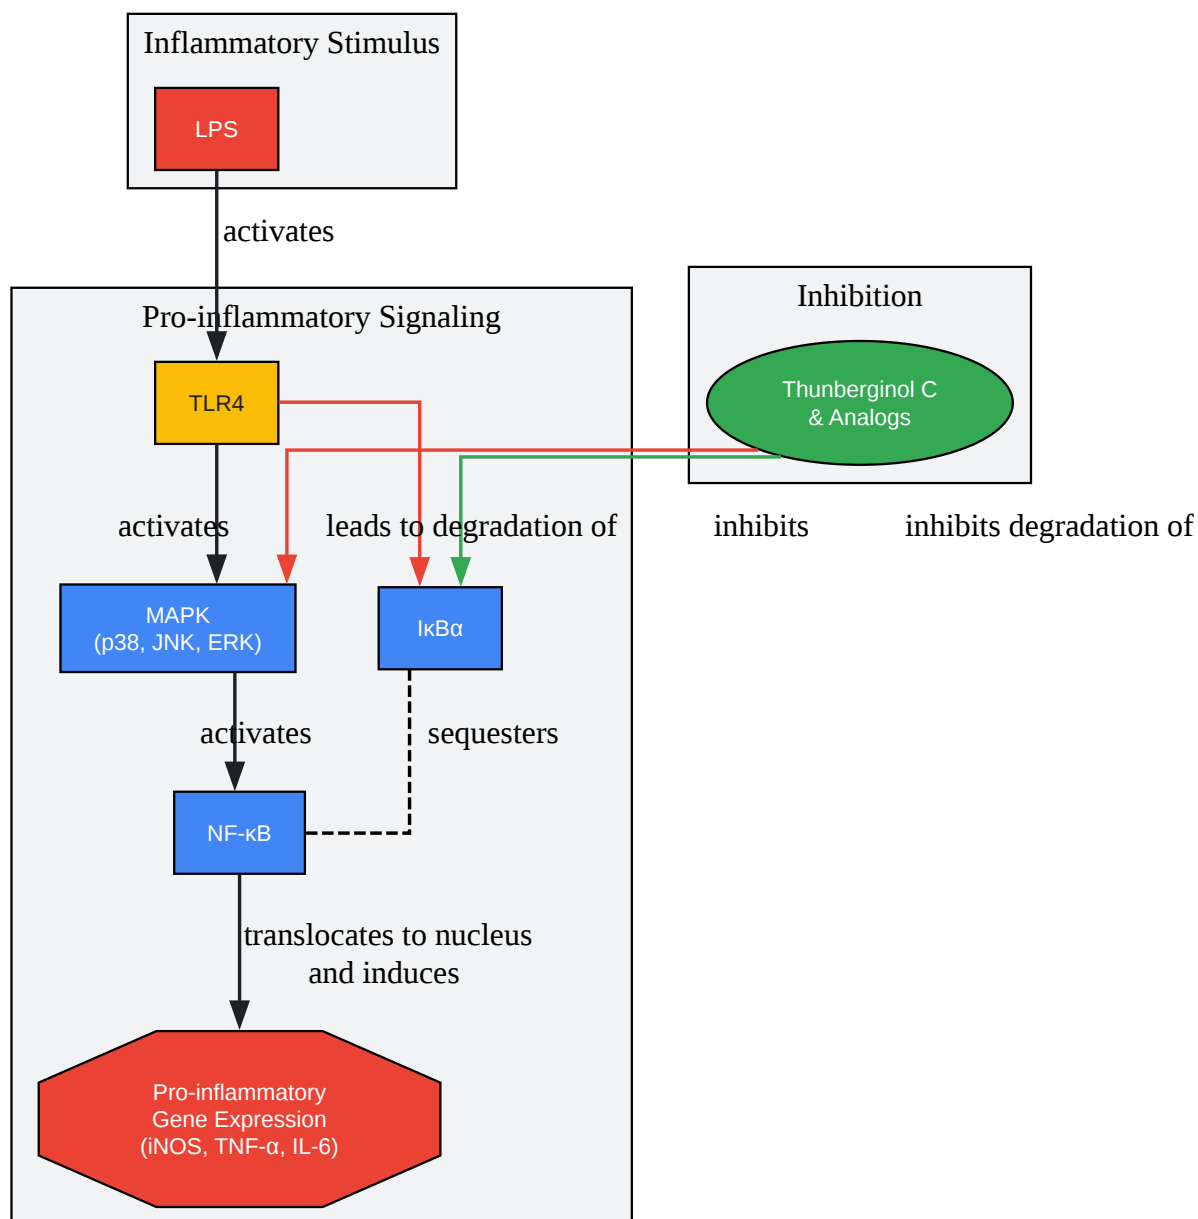 Inflammatory Stimulus
LPS
activates
Pro-inflammatory Signaling
Inhibition
TLR4
Thunberginol C
& Analogs
activates
leads to degradation of
inhibits
inhibits degradation of
MAPK
(p38, JNK, ERK)
IκBα
activates
sequesters
NF-κB
translocates to nucleus
and induces
Pro-inflammatory
Gene Expression
(iNOS, TNF-α, IL-6)